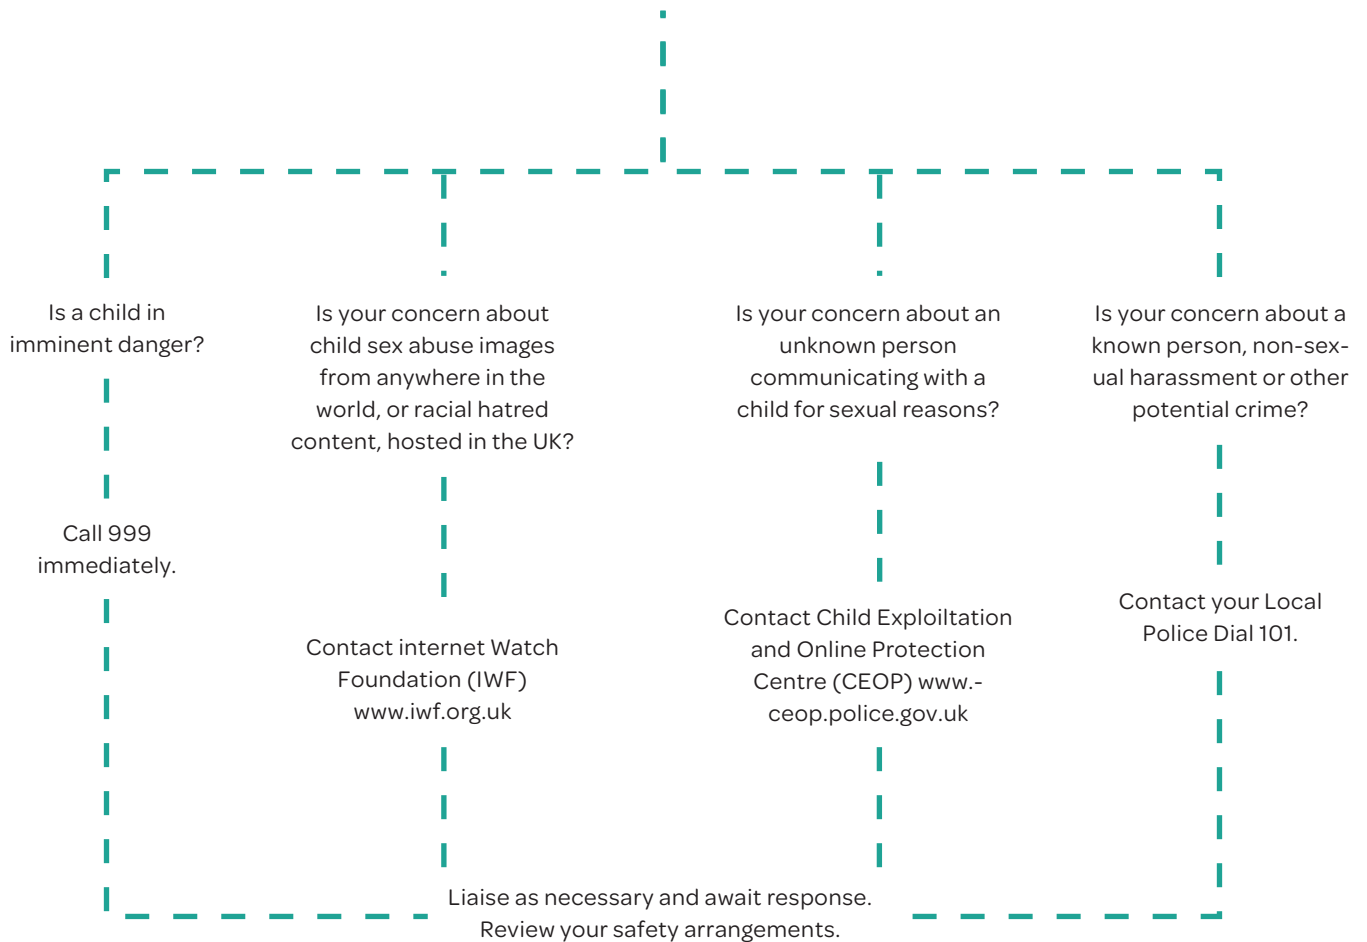 Is a child in
imminent danger?
Call 999
immediately.
Is your concern about
child sex abuse images
from anywhere in the
world, or racial hatred
content, hosted in the UK?
Contact internet Watch
Foundation (IWF)
www.iwf.org.uk
Is your concern about an
unknown person
communicating with a
child for sexual reasons?
Contact Child Exploiltation
and Online Protection
Centre (CEOP) www.-
ceop.police.gov.uk
Is your concern about a
known person, non-sex-
ual harassment or other
potential crime?
Contact your Local
Police Dial 101.
Liaise as necessary and await response.
Review your safety arrangements.